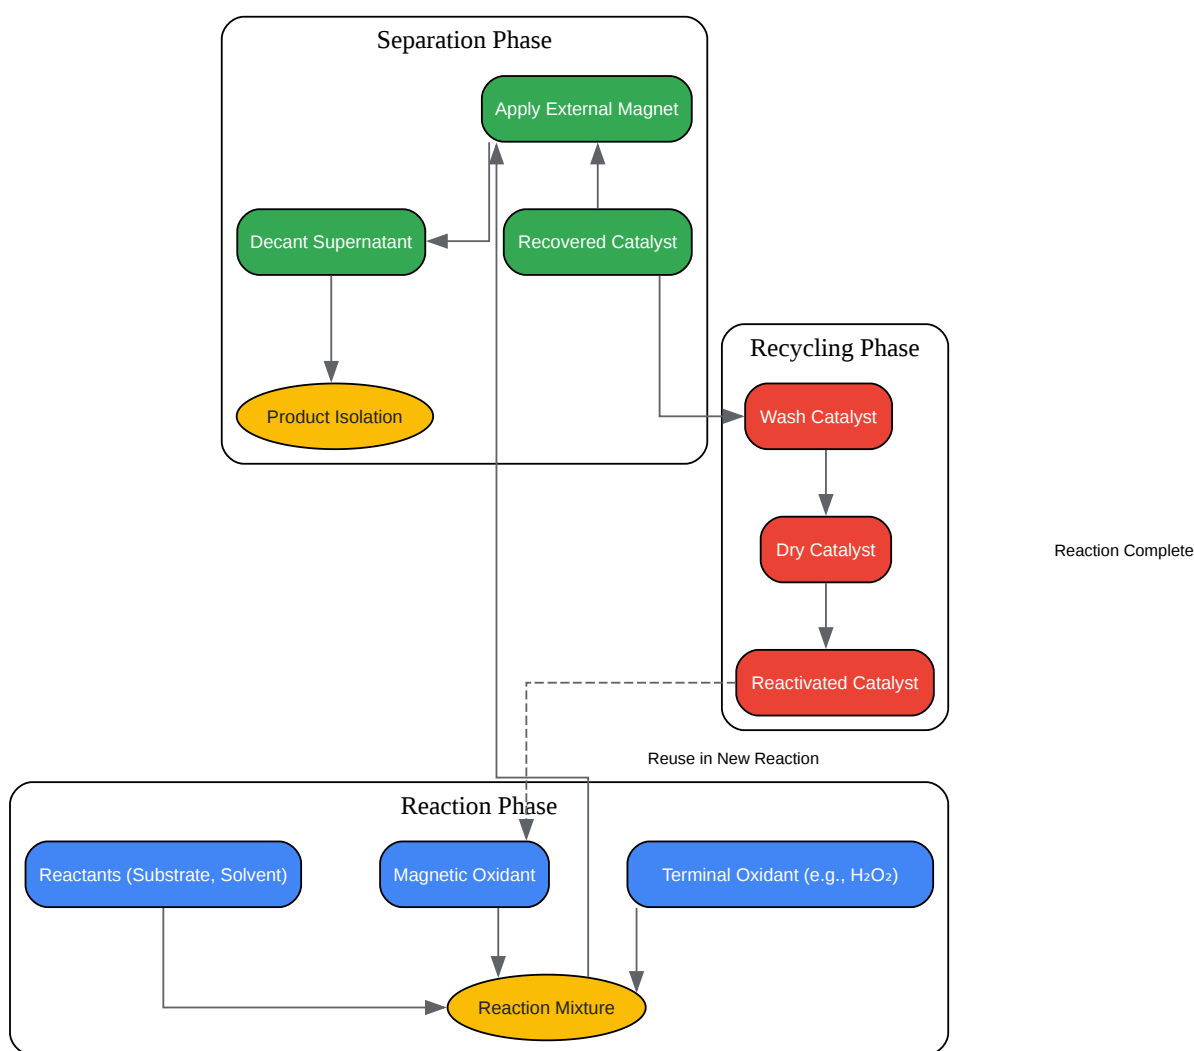 Separation Phase
Apply External Magnet
Decant Supernatant
Recovered Catalyst
Product Isolation
Recycling Phase
Wash Catalyst
Dry Catalyst
Reaction Complete
Reactivated Catalyst
Reuse in New Reaction
Reaction Phase
Reactants (Substrate, Solvent)
Magnetic Oxidant
Terminal Oxidant (e.g., H₂O₂)
Reaction Mixture